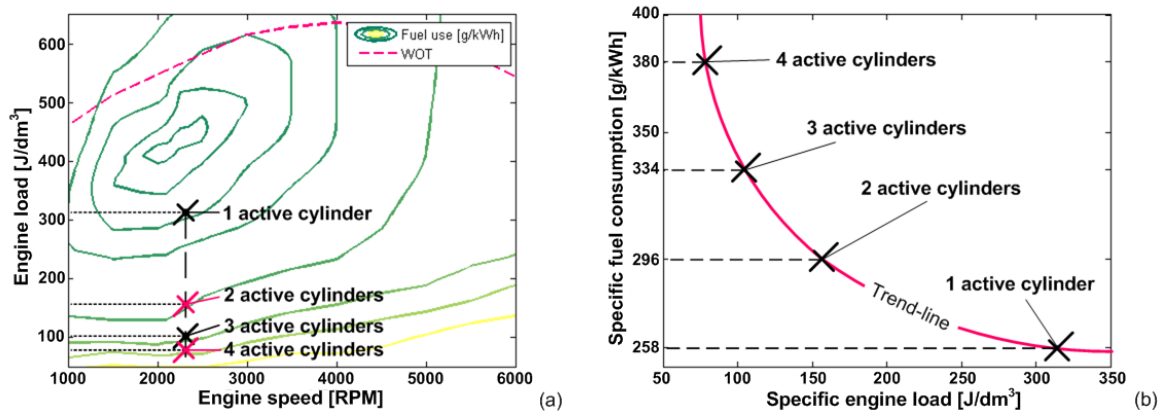 600
500
400
300
200
100
Engine load [J/dm³]
Fuel use [g/kWh]
WOT
1 active cylinder
2 active cylinders
3 active cylinders
4 active cylinders
1000 2000 3000 4000 5000 6000
Engine speed [RPM]
(a)
400
380
350
334
296
258
Specific fuel consumption [g/kWh]
4 active cylinders
3 active cylinders
2 active cylinders
1 active cylinder
Trend-line
50 100 150 200 250 300 350
Specific engine load [J/dm³]
(b)